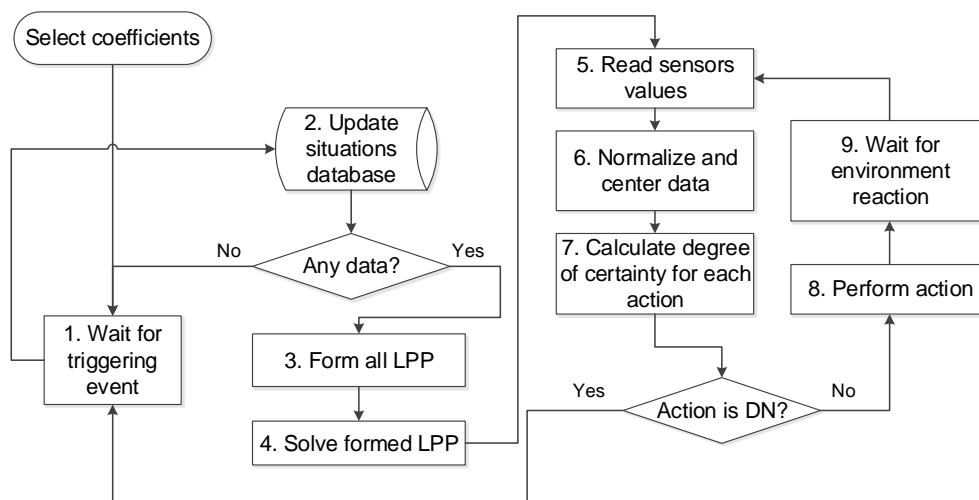 Select coefficients
2. Update
situations
database
No
Any data?
Yes
1. Wait for
triggering
event
3. Form all LPP
4. Solve formed LPP
5. Read sensors
values
6. Normalize and
center data
7. Calculate degree
of certainty for each
action
9. Wait for
environment
reaction
8. Perform action
Yes
Action is DN?
No